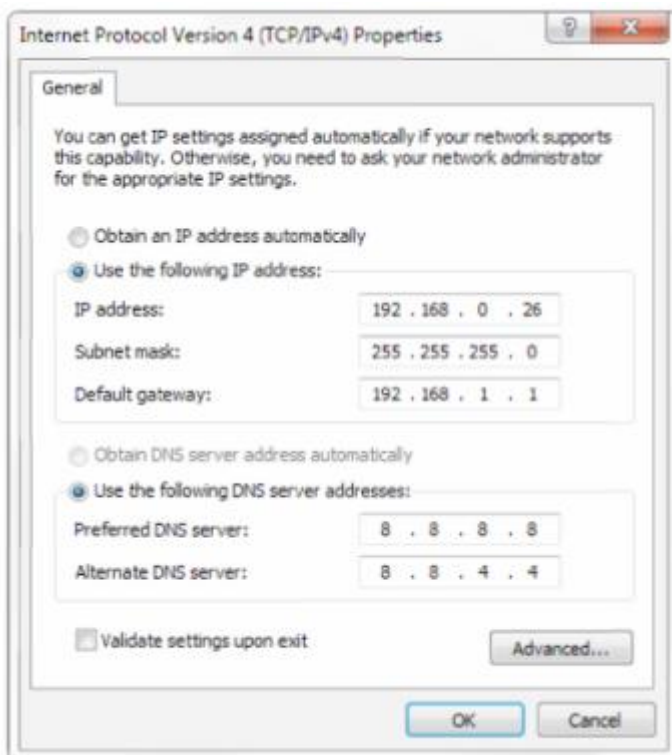 Internet Protocol Version 4 (TCP/IPv4) Properties
General
You can get IP settings assigned automatically if your network supports
this capability. Otherwise, you need to ask your network administrator
for the appropriate IP settings.
Obtain an IP address automatically
Use the following IP address:
IP address: 192 . 168 . 0 . 26
Subnet mask: 255 . 255 . 255 . 0
Default gateway: 192 . 168 . 1 . 1
Obtain DNS server address automatically
Use the following DNS server addresses:
Preferred DNS server: 8 . 8 . 8 . 8
Alternate DNS server: 8 . 8 . 4 . 4
Validate settings upon exit
Advanced...
OK Cancel